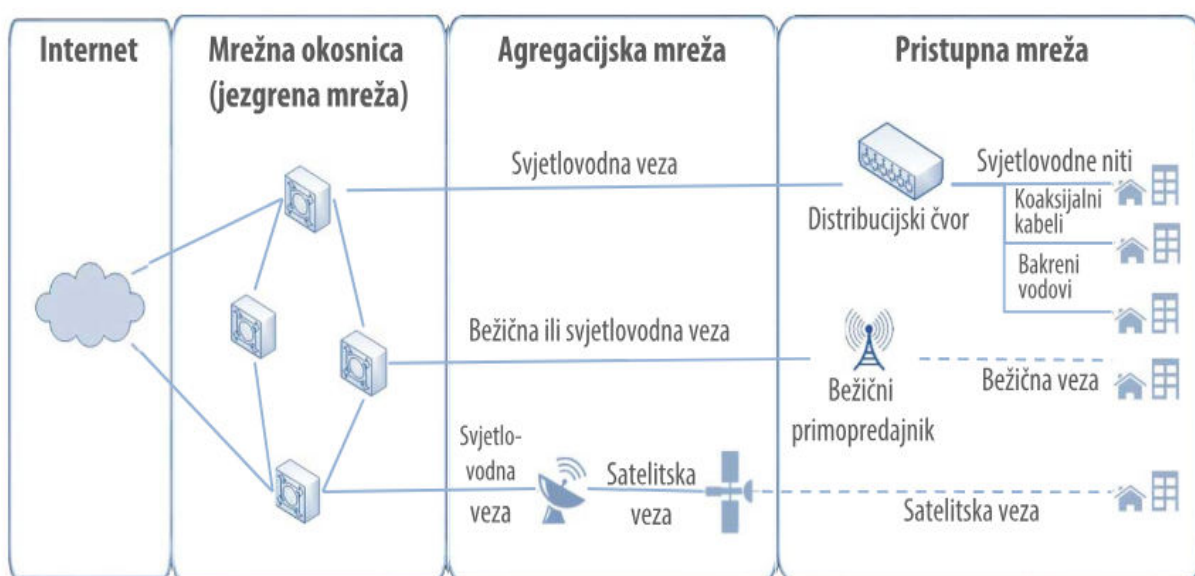 Internet
Mrežna okosnica
(jezgrena mreža)
Agregacijska mreža
Pristupna mreža
Svjetlovodna veza
Distribucijski čvor
Svjetlovodne niti
Koaksijalni
kabeli
Bakreni
vodovi
Bežična ili svjetlovodna veza
Bežični
primopredajnik
Bežična veza
Svjetlo-
vodna
veza
Satelitska
veza
Satelitska veza